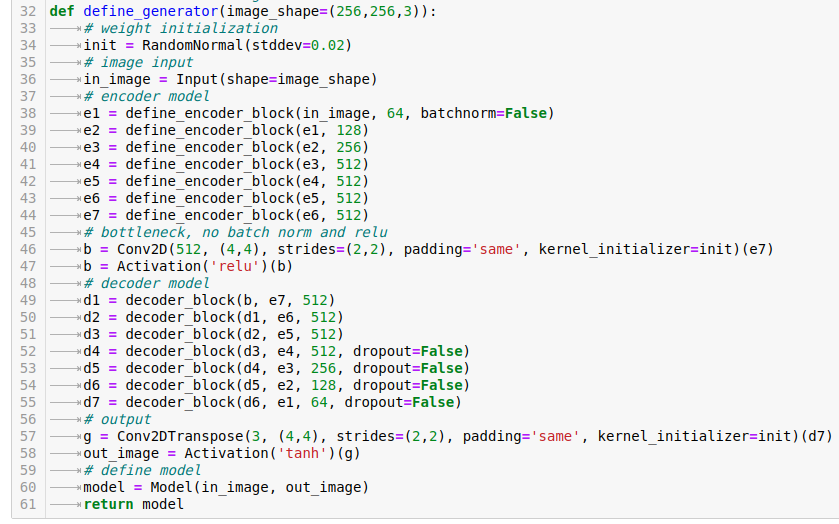 32 def define_generator(image_shape=(256,256,3)):
33 # weight initialization
34 init = RandomNormal(stddev=0.02)
35 # image input
36 in_image = Input(shape=image_shape)
37 # encoder model
38 e1 = define_encoder_block(in_image, 64, batchnorm=False)
39 e2 = define_encoder_block(e1, 128)
40 e3 = define_encoder_block(e2, 256)
41 e4 = define_encoder_block(e3, 512)
42 e5 = define_encoder_block(e4, 512)
43 e6 = define_encoder_block(e5, 512)
44 e7 = define_encoder_block(e6, 512)
45 # bottleneck, no batch norm and relu
46 b = Conv2D(512, (4,4), strides=(2,2), padding='same', kernel_initializer=init)(e7)
47 b = Activation('relu')(b)
48 # decoder model
49 d1 = decoder_block(b, e7, 512)
50 d2 = decoder_block(d1, e6, 512)
51 d3 = decoder_block(d2, e5, 512)
52 d4 = decoder_block(d3, e4, 512, dropout=False)
53 d5 = decoder_block(d4, e3, 256, dropout=False)
54 d6 = decoder_block(d5, e2, 128, dropout=False)
55 d7 = decoder_block(d6, e1, 64, dropout=False)
56 # output
57 g = Conv2DTranspose(3, (4,4), strides=(2,2), padding='same', kernel_initializer=init)(d7)
58 out_image = Activation('tanh')(g)
59 # define model
60 model = Model(in_image, out_image)
61 return model